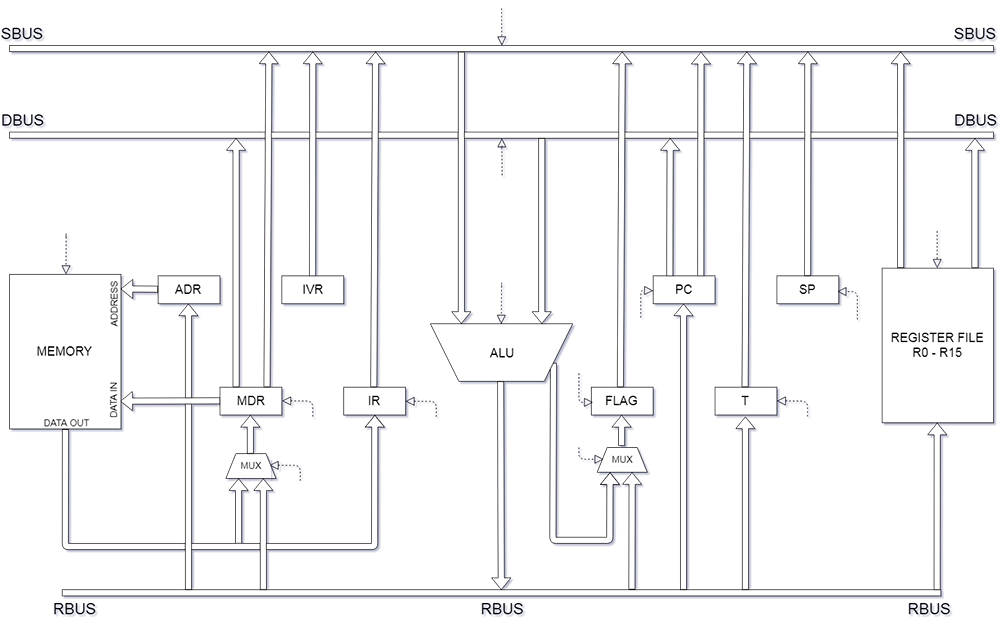 SBUS
SBUS
DBUS
DBUS
ADR
IVR
PC
SP
ADDRESS
MEMORY
ALU
REGISTER FILE
R0 - R15
DATA IN
MDR
IR
FLAG
T
DATA OUT
MUX
MUX
RBUS
RBUS
RBUS